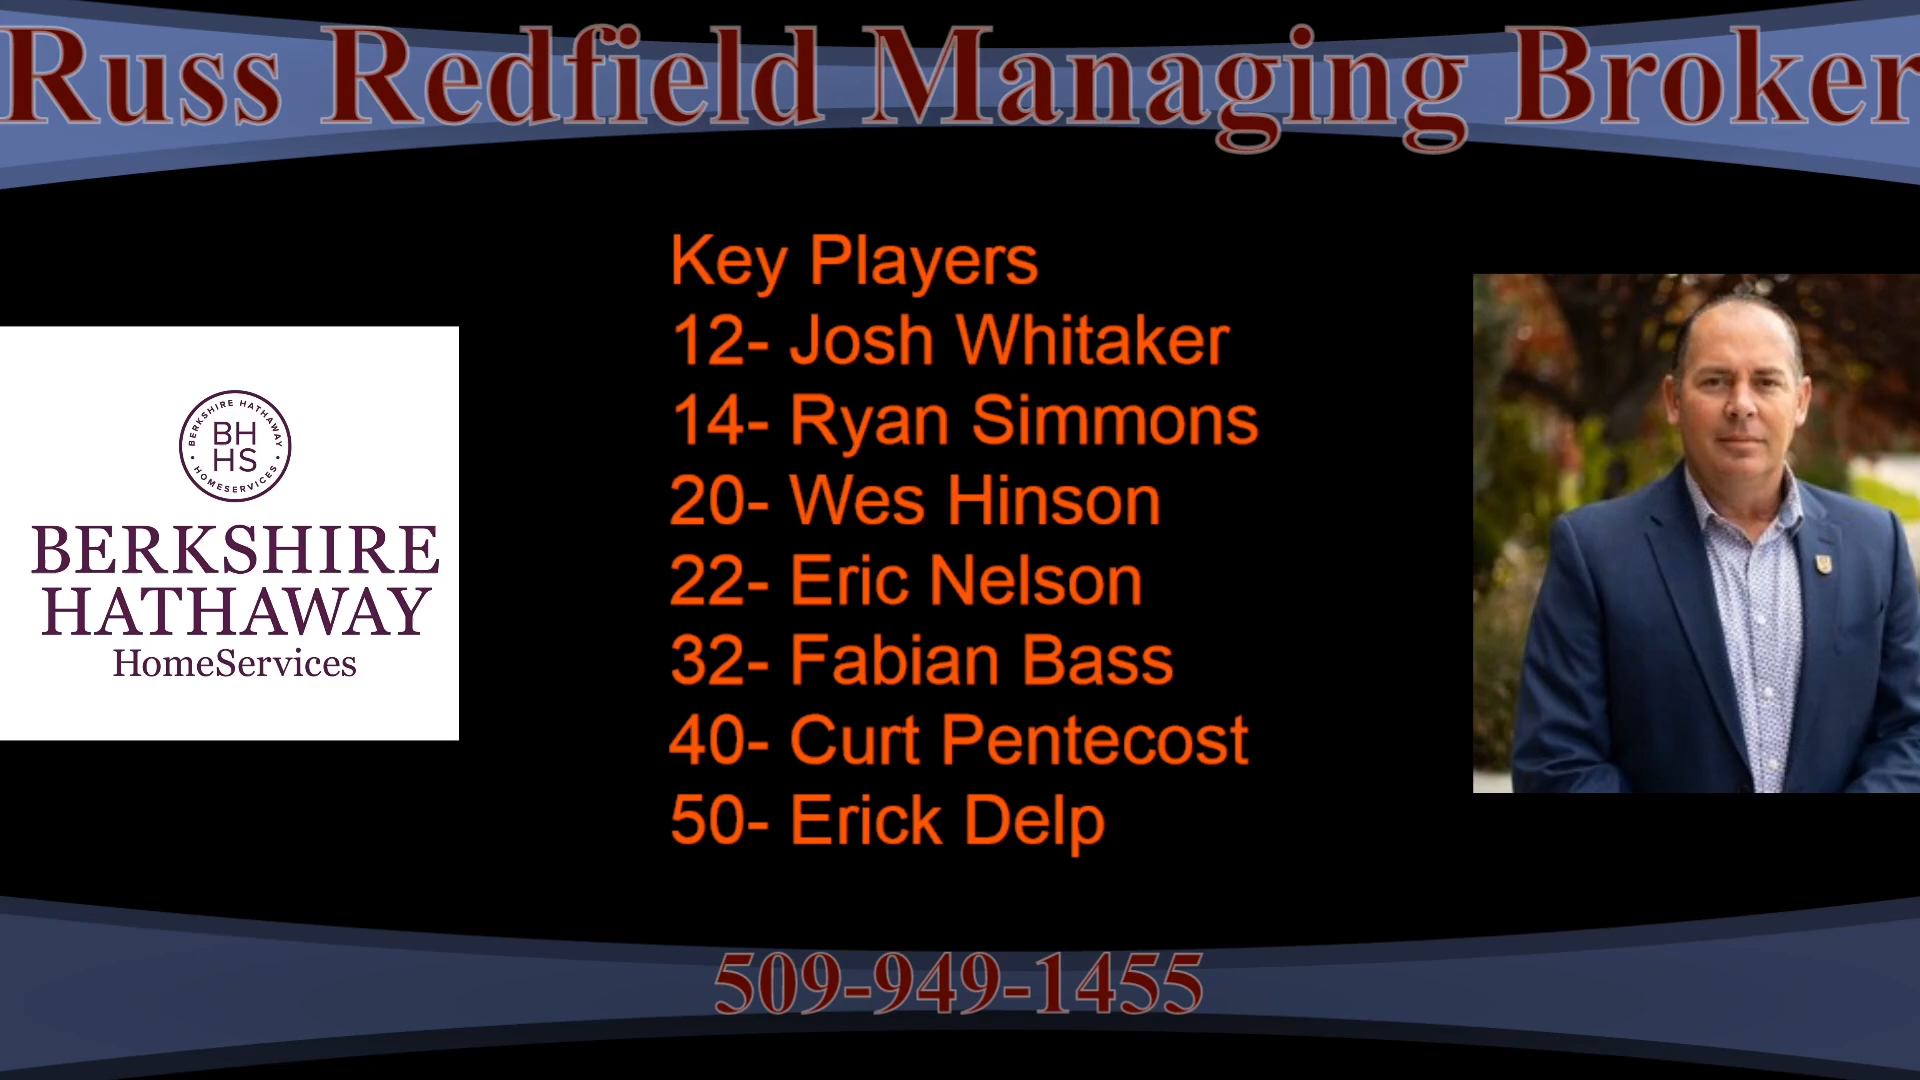 Russ Redfield Managing Broker
Key Players
12- Josh Whitaker
14- Ryan Simmons
20- Wes Hinson
22- Eric Nelson
32- Fabian Bass
40- Curt Pentecost
50- Erick Delp
BERKSHIRE HATHAWAY
BH
HS
• HOMESERVICES •
BERKSHIRE
HATHAWAY
HomeServices
509-949-1455